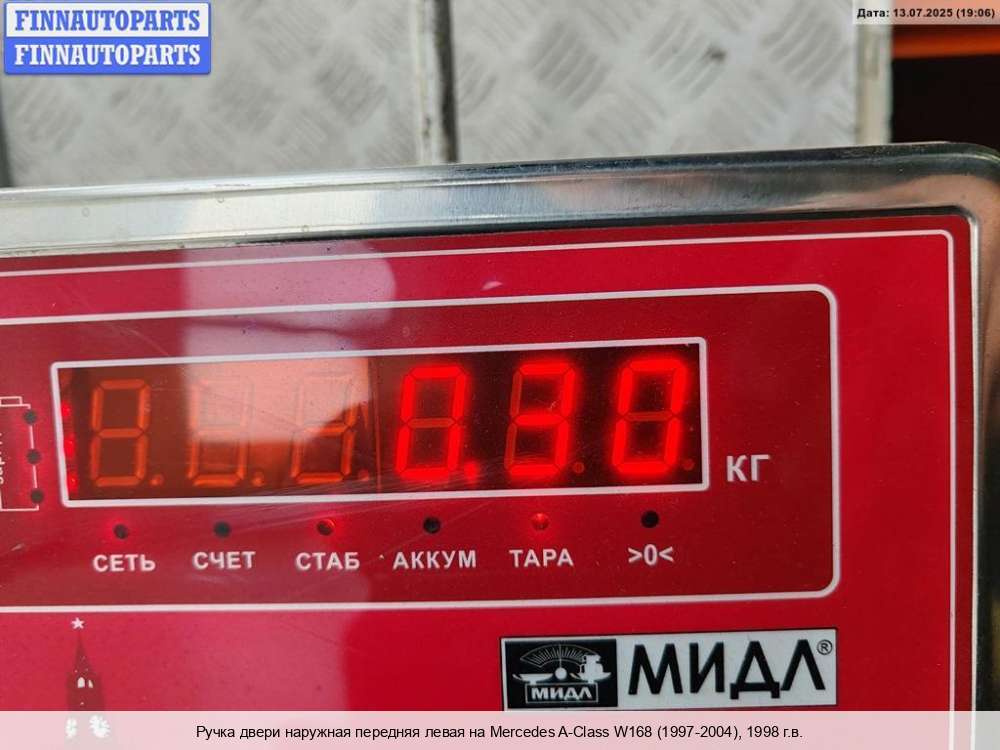 FINNAUTOPARTS
FINNAUTOPARTS
Дата: 13.07.2025 (19:06)
0.30
КГ
СЕТЬ СЧЕТ СТАБ АККУМ ТАРА >0<
МИДЛ
МИДЛ®
Ручка двери наружная передняя левая на Mercedes A-Class W168 (1997-2004), 1998 г.в.